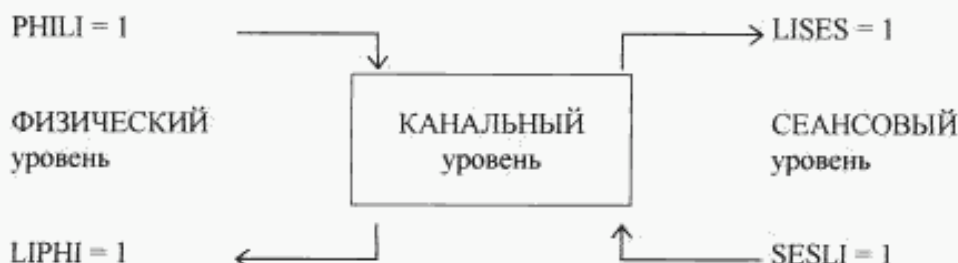 PHILI = 1
LISES = 1
ФИЗИЧЕСКИЙ
уровень
КАНАЛЬНЫЙ
уровень
СЕАНСОВЫЙ
уровень
LIPHI = 1
SESLI = 1